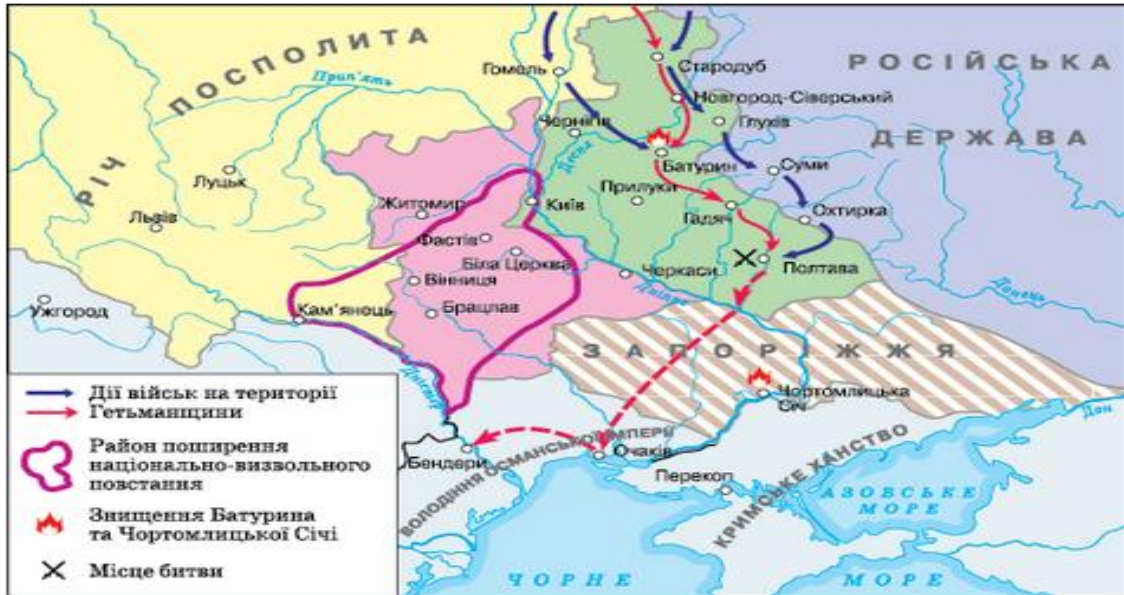 РІЧ ПОСПОЛИТА
РОСІЙСЬКА
ДЕРЖАВА
Прип'ять
Гомель
Стародуб
Новгород-Сіверський
Чернігів
Глухів
Десна
Батурин
Суми
Луцьк
Прилуки
Львів
Житомир
Київ
Гадяч
Охтирка
Фастів
Біла Церква
Черкаси
Полтава
Вінниця
Дніпро
Донець
Ужгород
Кам'янець
Брацлав
ЗАПОРІЖЖЯ
Дністер
Чортомлицька
Січ
Дон
Бендери
ВОЛОДІННЯ ОСМАНСЬКОЇ ІМПЕРІЇ
Очаків
Перекоп
КРИМСЬКЕ ХАНСТВО
АЗОВСЬКЕ
МОРЕ
ЧОРНЕ
МОРЕ
Дії військ на території
Гетьманщини
Район поширення
національно-визвольного
повстання
Знищення Батурина
та Чортомлицької Січі
Місце битви